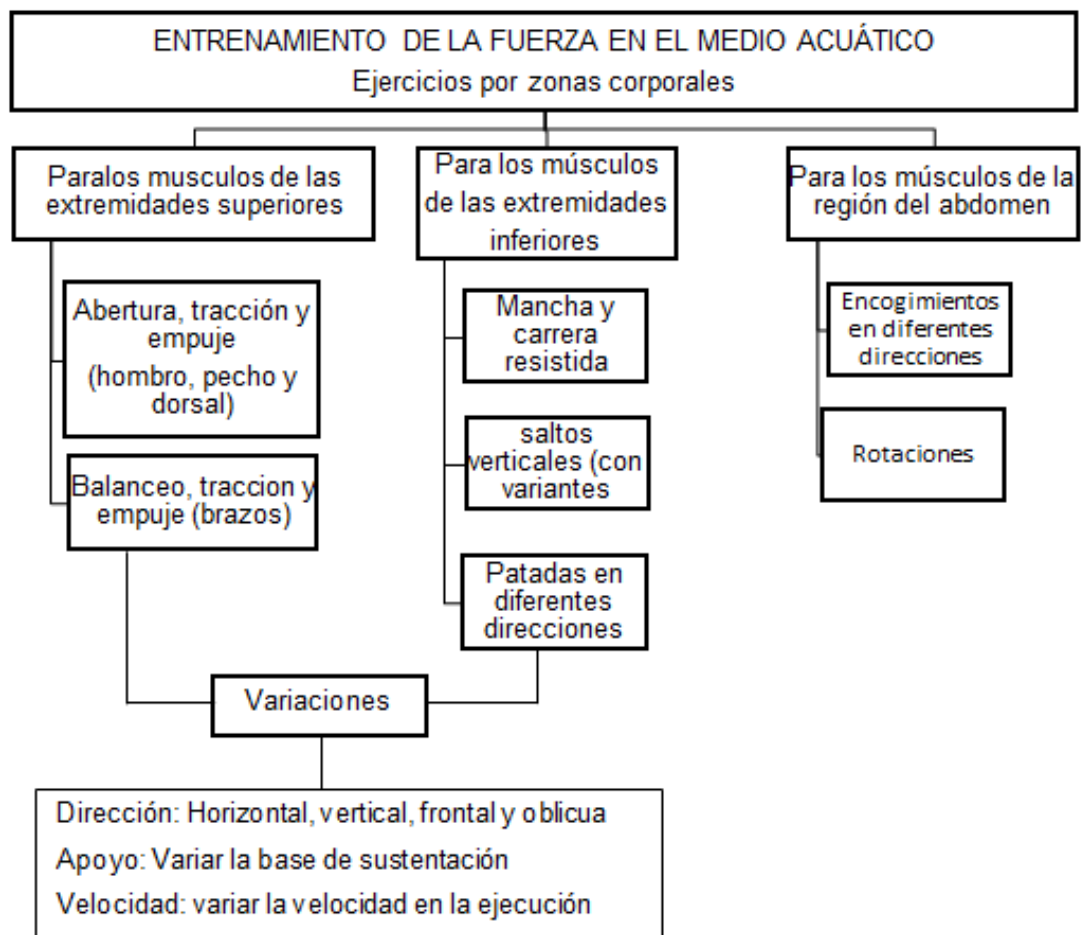 ENTRENAMIENTO DE LA FUERZA EN EL MEDIO ACUÁTICO
Ejercicios por zonas corporales
Paralos musculos de las
extremidades superiores
Para los músculos
de las extremidades
inferiores
Para los músculos de la
región del abdomen
Abertura, tracción y
empuje
(hombro, pecho y
dorsal)
Balanceo, traccion y
empuje (brazos)
Mancha y
carrera
resistida
saltos
verticales (con
variantes
Patadas en
diferentes
direcciones
Encogimientos
en diferentes
direcciones
Rotaciones
Variaciones
Dirección: Horizontal, vertical, frontal y oblicua
Apoyo: Variar la base de sustentación
Velocidad: variar la velocidad en la ejecución